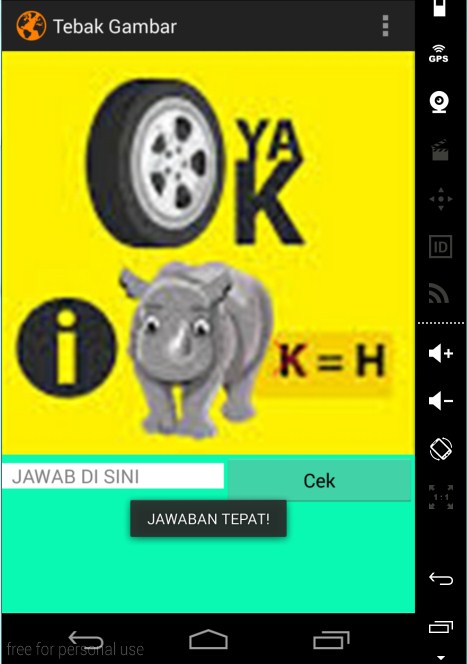 Tebak Gambar
GPS
YA
K
i
K = H
ID
JAWAB DI SINI
Cek
1:1
JAWABAN TEPAT!
free for personal use